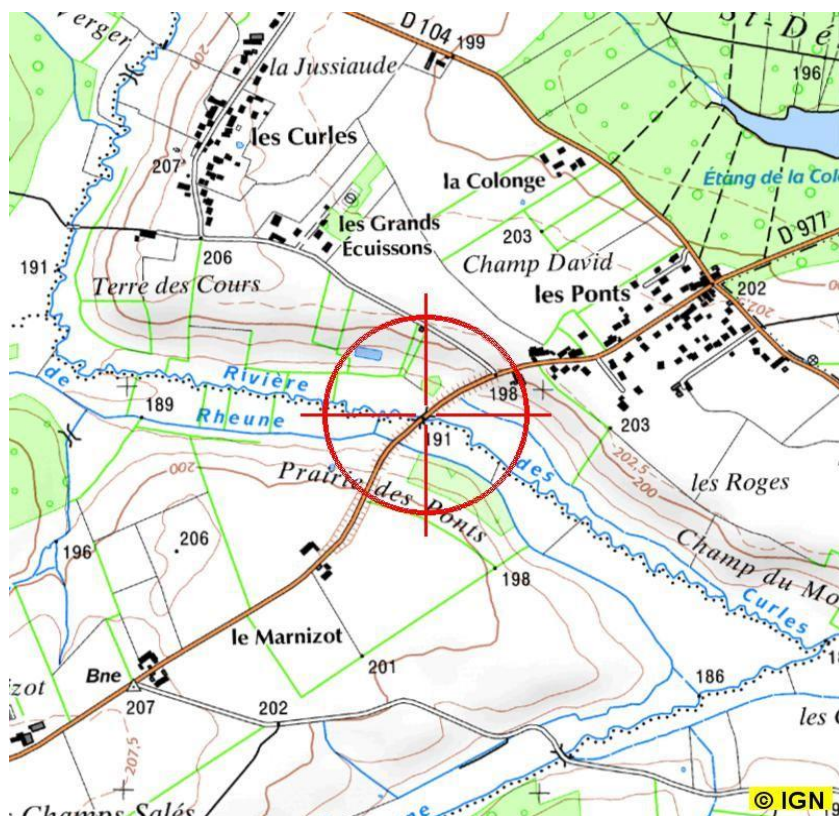 Verger
D 104
199
St-Dé
196
la Jussiaude
les Curles
207
200
la Colonge
Étang de la Col
les Grands
Écuissons
203
D 977
206
191
Champ David
Terre des Cours
les Ponts
202
202,5
Rivière
de
Rheune
198
189
191
203
des
202,5
200
200
Prairie des Ponts
les Roges
196
206
Champ du Mo
198
Curles
le Marnizot
201
186
Bne
zot
207
202
les
207,5
Champs Salés
© IGN